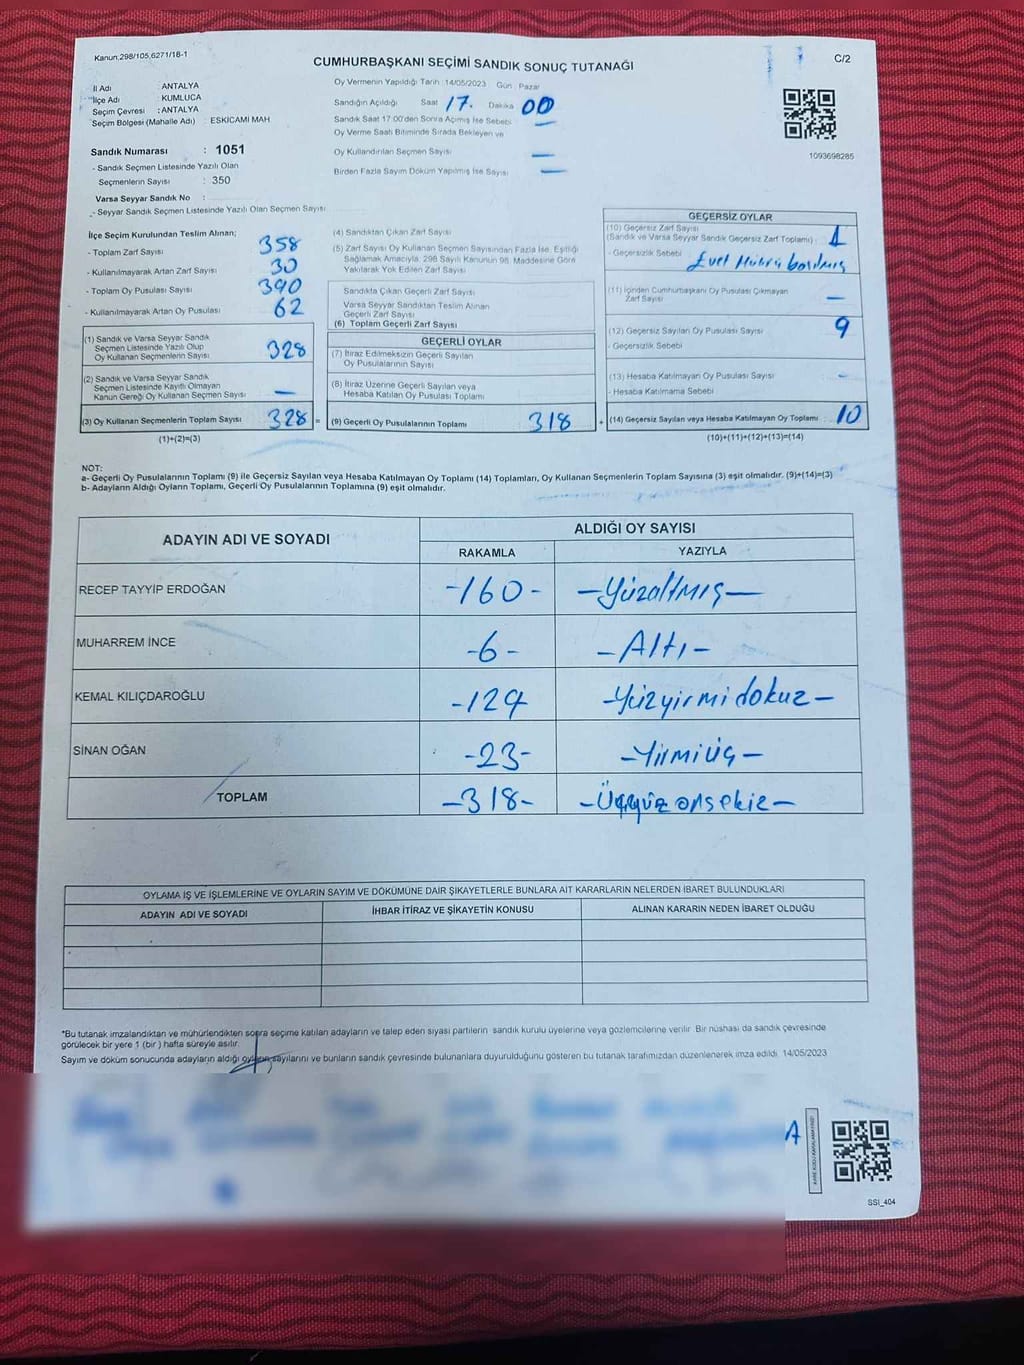 Kanun,298/105,6271/18-1
CUMHURBAŞKANI SEÇİMİ SANDIK SONUÇ TUTANAĞI
C/2
İl Adı : ANTALYA
İlçe Adı : KUMLUCA
Seçim Çevresi : ANTALYA
Seçim Bölgesi (Mahalle Adı) : ESKİCAMİ MAH
Sandık Numarası : 1051
- Sandık Seçmen Listesinde Yazılı Olan
Seçmenlerin Sayısı : 350
Varsa Seyyar Sandık No :
- Seyyar Sandık Seçmen Listesinde Yazılı Olan Seçmen Sayısı
Oy Vermenin Yapıldığı Tarih : 14/05/2023 Gün : Pazar
Sandığın Açıldığı Saat 17. Dakika 00
Sandık Saat 17:00'den Sonra Açımış İse Sebebi —
Oy Verme Saati Bitiminde Sırada Bekleyen ve
Oy Kullandırılan Seçmen Sayısı —
Birden Fazla Sayım Döküm Yapılmış İse Sayısı —
1093698285
İlçe Seçim Kurulundan Teslim Alınan;
- Toplam Zarf Sayısı 358
- Kullanılmayarak Artan Zarf Sayısı 30
- Toplam Oy Pusulası Sayısı 390
- Kullanılmayarak Artan Oy Pusulası 62
(1) Sandık ve Varsa Seyyar Sandık
Seçmen Listesinde Yazılı Olup
Oy Kullanan Seçmenlerin Sayısı 328
(2) Sandık ve Varsa Seyyar Sandık
Seçmen Listesinde Kayıtlı Olmayan
Kanun Gereği Oy Kullanan Seçmen Sayısı —
(3) Oy Kullanan Seçmenlerin Toplam Sayısı 328 =
(1)+(2)=(3)
(4) Sandıktan Çıkan Zarf Sayısı
(5) Zarf Sayısı Oy Kullanan Seçmen Sayısından Fazla İse, Eşitliği
Sağlamak Amacıyla, 298 Sayılı Kanunun 98. Maddesine Göre
Yakılarak Yok Edilen Zarf Sayısı
Sandıkta Çıkan Geçerli Zarf Sayısı
Varsa Seyyar Sandıktan Teslim Alınan
Geçerli Zarf Sayısı
(6) Toplam Geçerli Zarf Sayısı
GEÇERLİ OYLAR
(7) İtiraz Edilmeksizin Geçerli Sayılan
Oy Pusulalarının Sayısı
(8) İtiraz Üzerine Geçerli Sayılan veya
Hesaba Katılan Oy Pusulası Toplamı
(9) Geçerli Oy Pusulalarının Toplamı 318 +
GEÇERSİZ OYLAR
(10) Geçersiz Zarf Sayısı
(Sandık ve Varsa Seyyar Sandık Geçersiz Zarf Toplamı) : 1
- Geçersizlik Sebebi : Evet Mührü basılmış
(11) İçinden Cumhurbaşkanı Oy Pusulası Çıkmayan
Zarf Sayısı —
(12) Geçersiz Sayılan Oy Pusulası Sayısı 9
- Geçersizlik Sebebi
(13) Hesaba Katılmayan Oy Pusulası Sayısı -
- Hesaba Katılmama Sebebi
(14) Geçersiz Sayılan veya Hesaba Katılmayan Oy Toplamı : 10
(10)+(11)+(12)+(13)=(14)
NOT:
a- Geçerli Oy Pusulalarının Toplamı (9) ile Geçersiz Sayılan veya Hesaba Katılmayan Oy Toplamı (14) Toplamları, Oy Kullanan Seçmenlerin Toplam Sayısına (3) eşit olmalıdır. (9)+(14)=(3)
b- Adayların Aldığı Oyların Toplamı, Geçerli Oy Pusulalarının Toplamına (9) eşit olmalıdır.
ADAYIN ADI VE SOYADI
ALDIĞI OY SAYISI
RAKAMLA YAZIYLA
RECEP TAYYİP ERDOĞAN -160- -Yüzaltmış-
MUHARREM İNCE -6- -Altı-
KEMAL KILIÇDAROĞLU -129 -Yüzyirmidokuz-
SİNAN OĞAN -23- -Yirmiüç-
TOPLAM -318- -Üçyüzonsekiz-
OYLAMA İŞ VE İŞLEMLERİNE VE OYLARIN SAYIM VE DÖKÜMÜNE DAİR ŞİKAYETLERLE BUNLARA AİT KARARLARIN NELERDEN İBARET BULUNDUKLARI
ADAYIN ADI VE SOYADI İHBAR İTİRAZ VE ŞİKAYETİN KONUSU ALINAN KARARIN NEDEN İBARET OLDUĞU
*Bu tutanak imzalandıktan ve mühürlendikten sonra seçime katılan adayların ve talep eden siyasi partilerin sandık kurulu üyelerine veya gözlemcilerine verilir. Bir nüshası da sandık çevresinde
görülecek bir yere 1 (bir ) hafta süreyle asılır.
Sayım ve döküm sonucunda adayların aldığı oyların sayılarını ve bunların sandık çevresinde bulunanlara duyurulduğunu gösteren bu tutanak tarafımızdan düzenlenerek imza edildi. 14/05/2023
A
SSI_404